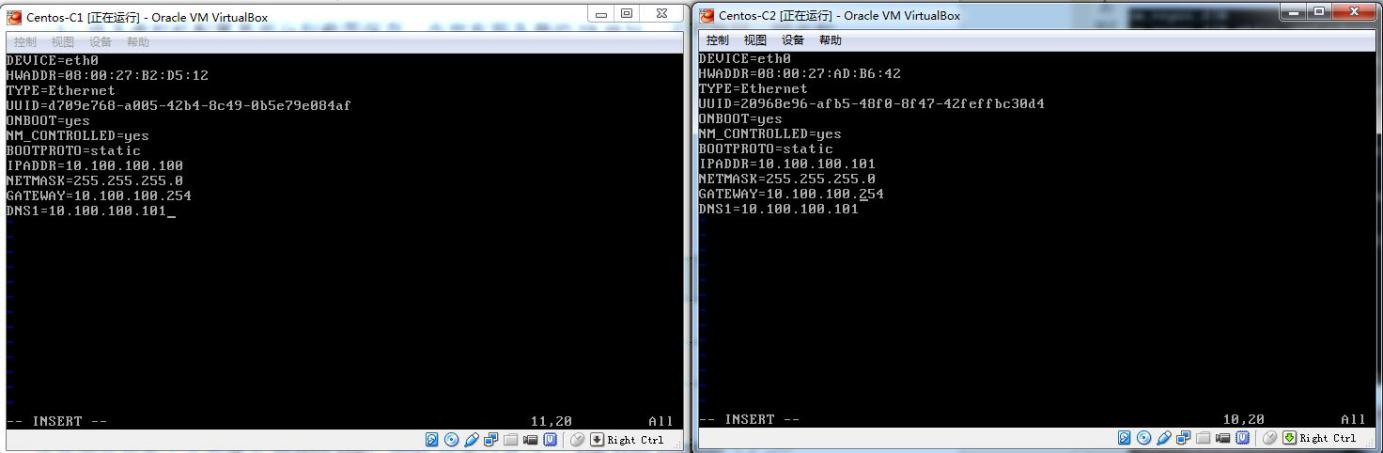 Centos-C1 [正在运行] - Oracle VM VirtualBox
控制 视图 设备 帮助
DEVICE=eth0
HWADDR=08:00:27:B2:D5:12
TYPE=Ethernet
UUID=d709e768-a005-42b4-8c49-0b5e79e084af
ONBOOT=yes
NM_CONTROLLED=yes
BOOTPROTO=static
IPADDR=10.100.100.100
NETMASK=255.255.255.0
GATEWAY=10.100.100.254
DNS1=10.100.100.101_
-- INSERT --
11,20
All
Right Ctrl
Centos-C2 [正在运行] - Oracle VM VirtualBox
控制 视图 设备 帮助
DEVICE=eth0
HWADDR=08:00:27:AD:B6:42
TYPE=Ethernet
UUID=20968e96-afb5-48f0-8f47-42feffbc30d4
ONBOOT=yes
NM_CONTROLLED=yes
BOOTPROTO=static
IPADDR=10.100.100.101
NETMASK=255.255.255.0
GATEWAY=10.100.100.254
DNS1=10.100.100.101
-- INSERT --
10,20
All
Right Ctrl